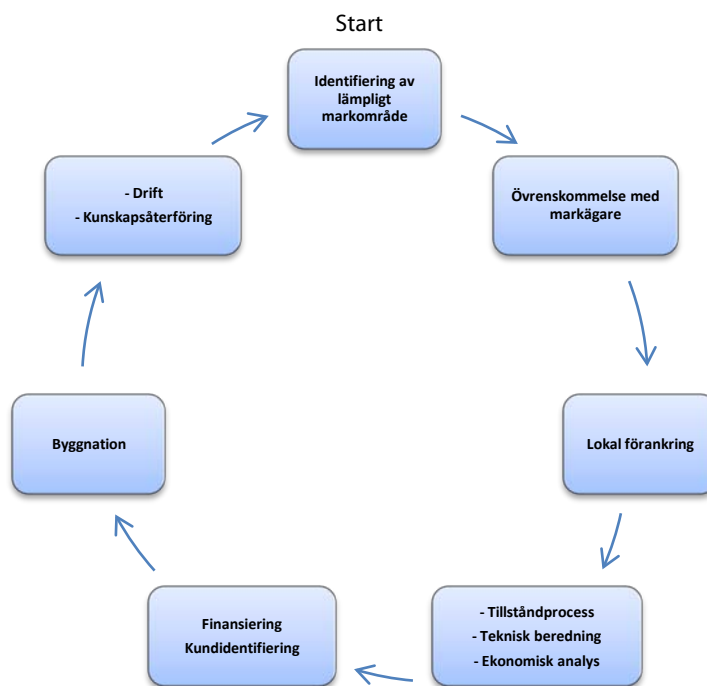 Start
Identifiering av
lämpligt
markområde
Övrenskommelse med
markägare
Lokal förankring
- Tillståndprocess
- Teknisk beredning
- Ekonomisk analys
Finansiering
Kundidentifiering
Byggnation
- Drift
- Kunskapsåterföring